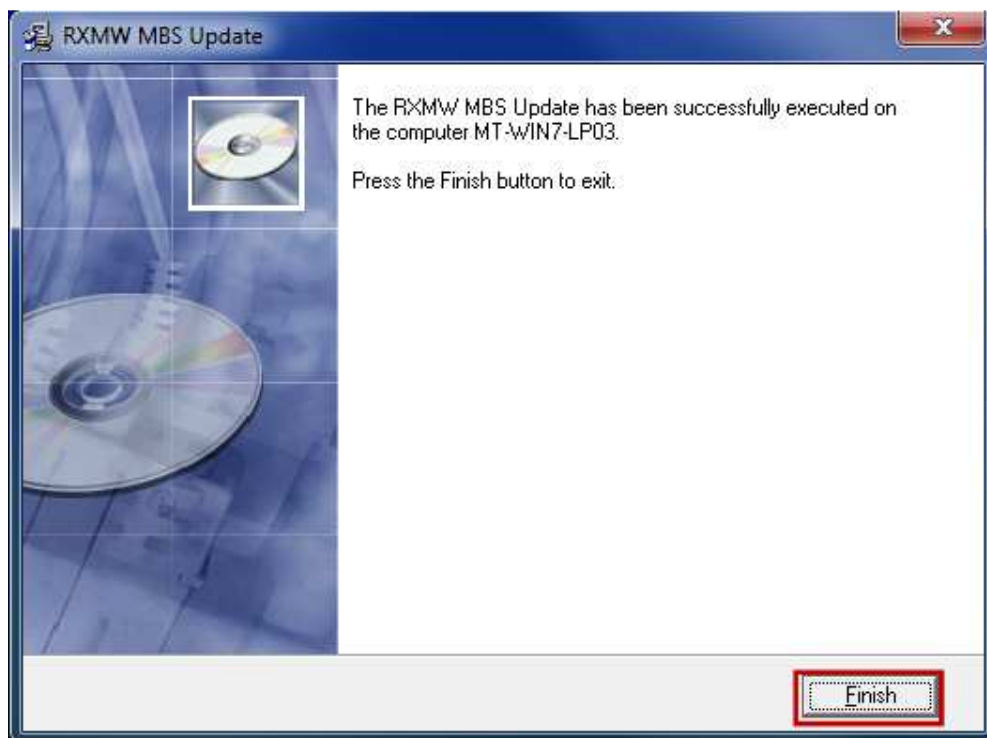 RXMW MBS Update
The RXMW MBS Update has been successfully executed on
the computer MT-WIN7-LP03.
Press the Finish button to exit.
Finish